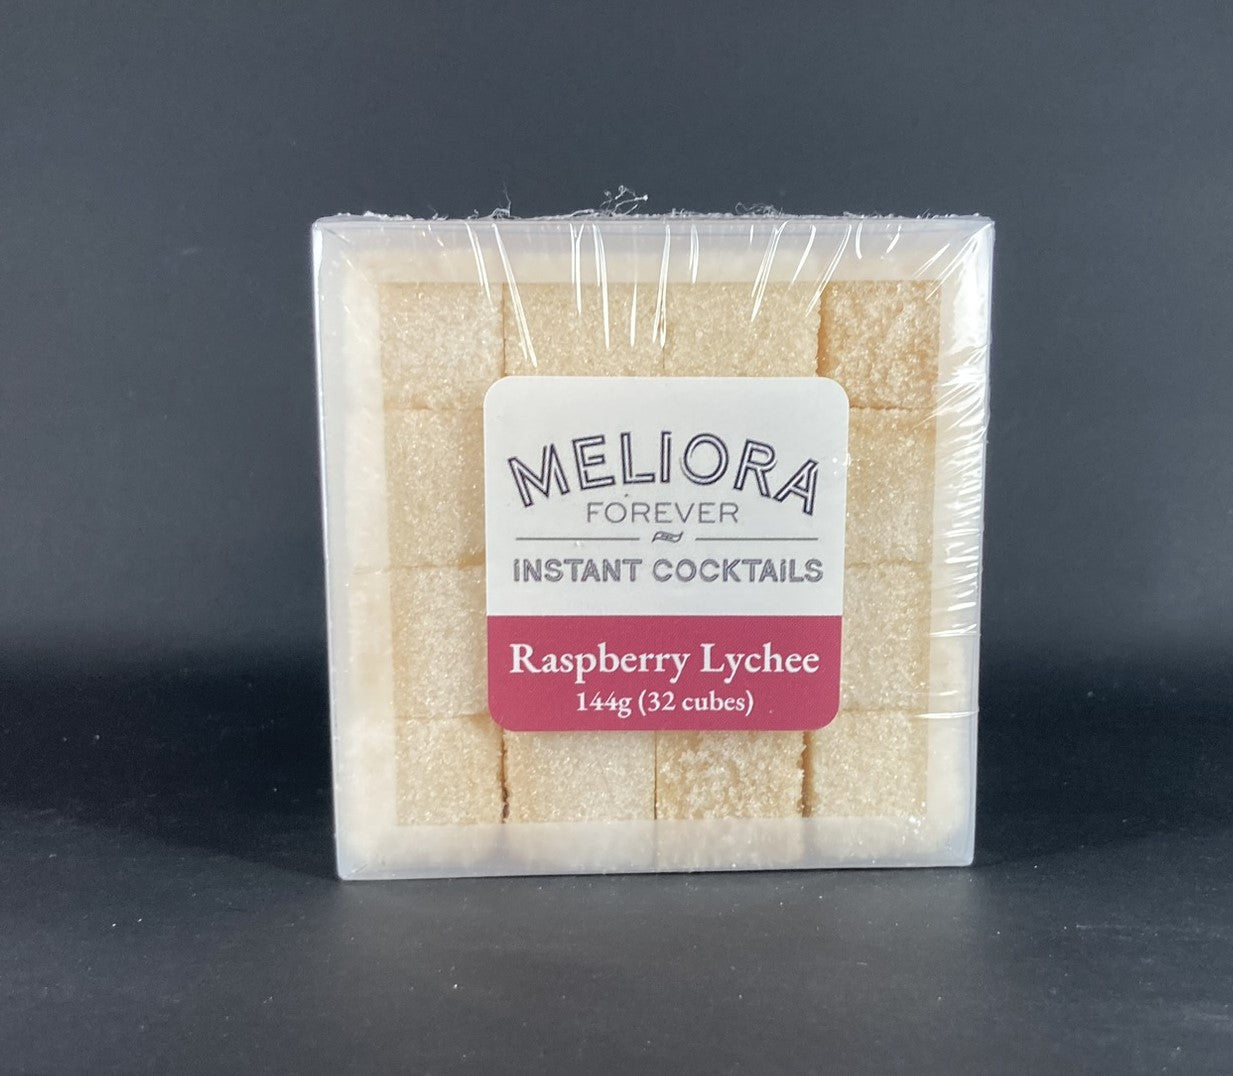 MELIORA
FOREVER
INSTANT COCKTAILS
Raspberry Lychee
144g (32 cubes)